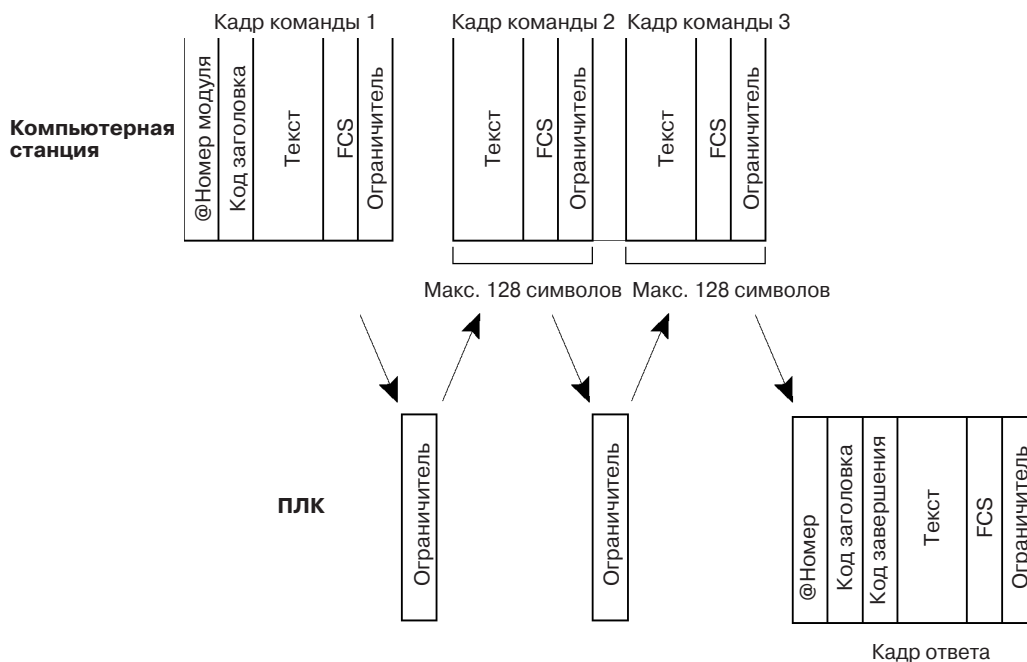 Кадр команды 1
Кадр команды 2
Кадр команды 3
Компьютерная
станция
@Номер модуля
Код заголовка
Текст
FCS
Ограничитель
Текст
FCS
Ограничитель
Текст
FCS
Ограничитель
Макс. 128 символов
Макс. 128 символов
ПЛК
Ограничитель
Ограничитель
@Номер
Код заголовка
Код завершения
Текст
FCS
Ограничитель
Кадр ответа